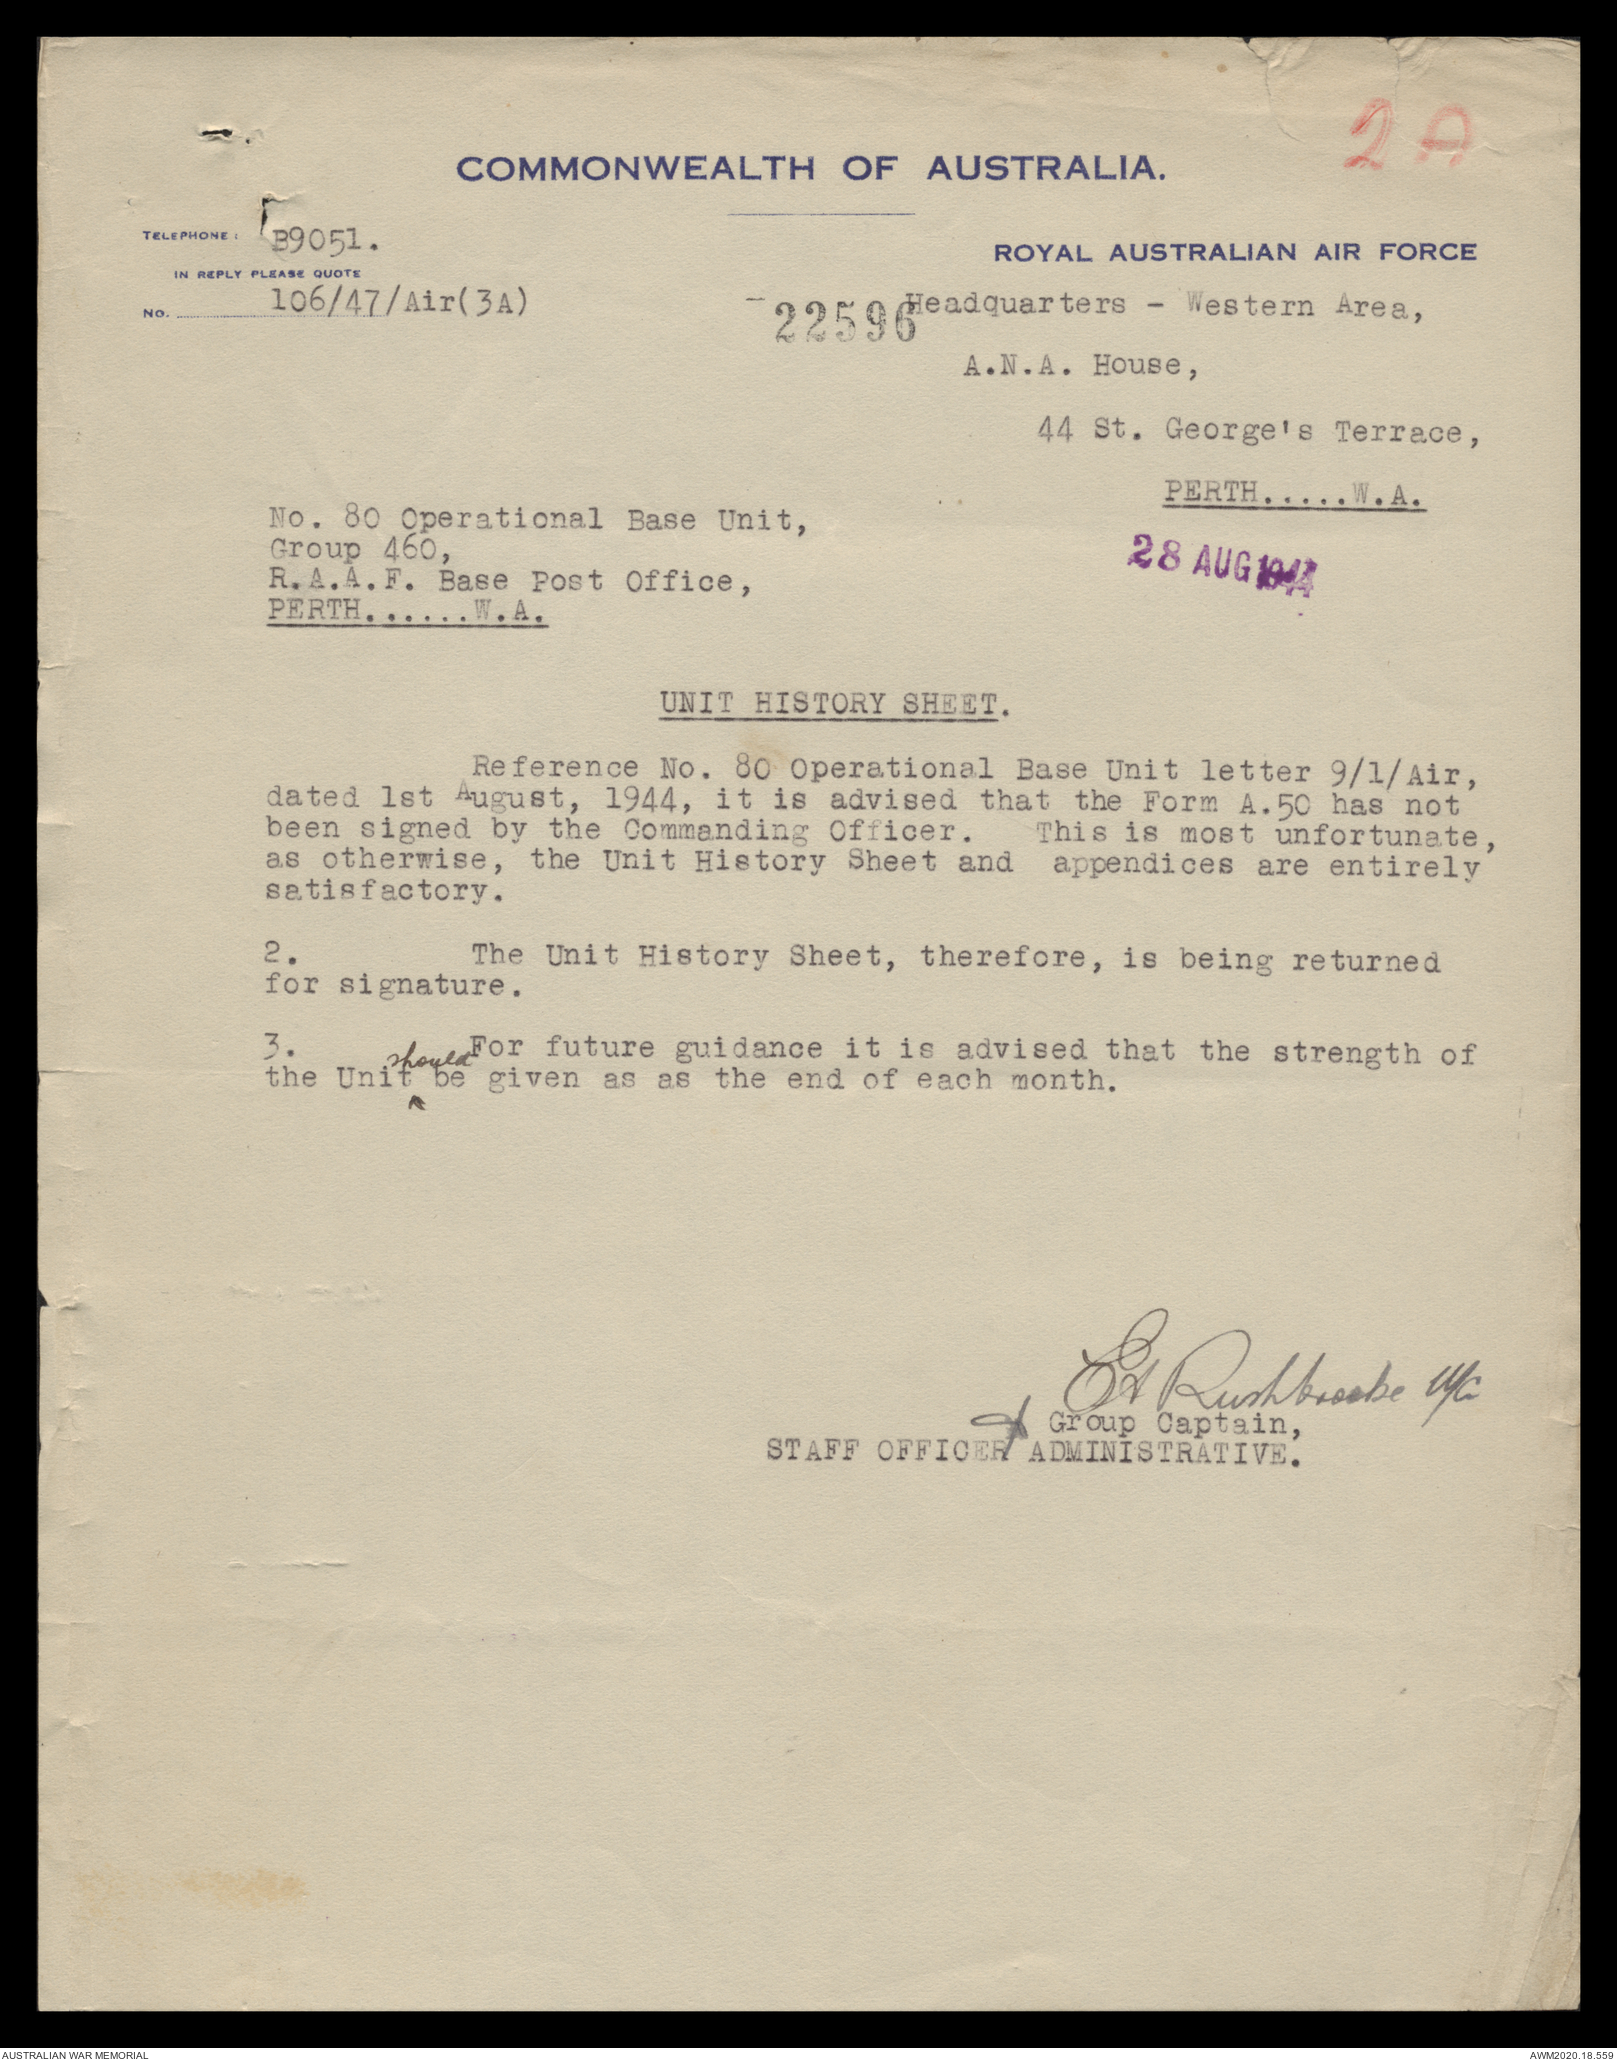 2 A
COMMONWEALTH OF AUSTRALIA.
TELEPHONE: B9051.
IN REPLY PLEASE QUOTE
No. 106/47/Air(3A)
ROYAL AUSTRALIAN AIR FORCE
22596
Headquarters - Western Area,
A.N.A. House,
44 St. George's Terrace,
PERTH.....W.A.
28 AUG 1944
No. 80 Operational Base Unit,
Group 460,
R.A.A.F. Base Post Office,
PERTH......W.A.
UNIT HISTORY SHEET.
Reference No. 80 Operational Base Unit letter 9/1/Air,
dated 1st August, 1944, it is advised that the Form A.50 has not
been signed by the Commanding Officer. This is most unfortunate,
as otherwise, the Unit History Sheet and appendices are entirely
satisfactory.
2. The Unit History Sheet, therefore, is being returned
for signature.
3. For future guidance it is advised that the strength of
the Unit should be given as as the end of each month.
Rushbrooke W/C
Group Captain,
STAFF OFFICER ADMINISTRATIVE.
AUSTRALIAN WAR MEMORIAL
AWM2020.18.559